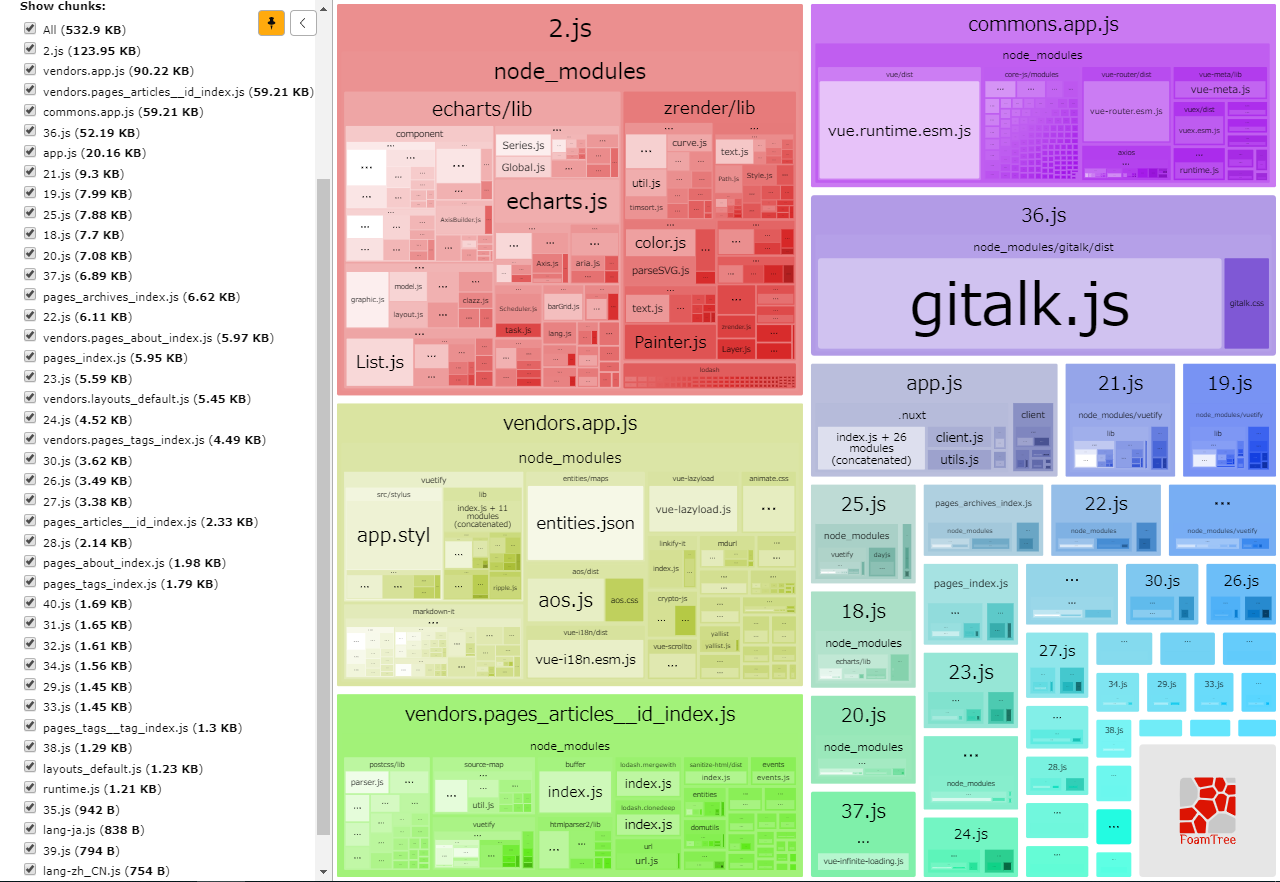 Show chunks:
All (532.9 KB)
2.js (123.95 KB)
vendors.app.js (90.22 KB)
vendors.pages_articles__id_index.js (59.21 KB)
commons.app.js (59.21 KB)
36.js (52.19 KB)
app.js (20.16 KB)
21.js (9.3 KB)
19.js (7.99 KB)
25.js (7.88 KB)
18.js (7.7 KB)
20.js (7.08 KB)
37.js (6.89 KB)
pages_archives_index.js (6.62 KB)
22.js (6.11 KB)
vendors.pages_about_index.js (5.97 KB)
pages_index.js (5.95 KB)
23.js (5.59 KB)
vendors.layouts_default.js (5.45 KB)
24.js (4.52 KB)
vendors.pages_tags_index.js (4.49 KB)
30.js (3.62 KB)
26.js (3.49 KB)
27.js (3.38 KB)
pages_articles__id_index.js (2.33 KB)
28.js (2.14 KB)
pages_about_index.js (1.98 KB)
pages_tags_index.js (1.79 KB)
40.js (1.69 KB)
31.js (1.65 KB)
32.js (1.61 KB)
34.js (1.56 KB)
29.js (1.45 KB)
33.js (1.45 KB)
pages_tags__tag_index.js (1.3 KB)
38.js (1.29 KB)
layouts_default.js (1.23 KB)
runtime.js (1.21 KB)
35.js (942 B)
lang-ja.js (838 B)
39.js (794 B)
lang-zh_CN.js (754 B)
2.js
node_modules
echarts/lib
component
...
AxisBuilder.js
graphic.js
model.js
layout.js
clazz.js
List.js
Series.js
Global.js
echarts.js
Axis.js
aria.js
Scheduler.js
task.js
barGrid.js
lang.js
zrender/lib
...
util.js
timsort.js
curve.js
text.js
Path.js
Style.js
color.js
parseSVG.js
text.js
Painter.js
zrender.js
Layer.js
lodash
vendors.app.js
node_modules
vuetify
src/stylus
app.styl
lib
index.js + 11
modules
(concatenated)
ripple.js
markdown-it
entities/maps
entities.json
aos/dist
aos.js
aos.css
vue-i18n/dist
vue-i18n.esm.js
vue-lazyload
vue-lazyload.js
animate.css
...
linkify-it
index.js
mdurl
crypto-js
vue-scrollto
yallist
yallist.js
vendors.pages_articles__id_index.js
node_modules
postcss/lib
parser.js
source-map
util.js
vuetify
buffer
index.js
htmlparser2/lib
lodash.mergewith
index.js
lodash.clonedeep
index.js
url
url.js
sanitize-html/dist
index.js
entities
domutils
events
events.js
commons.app.js
node_modules
vue/dist
vue.runtime.esm.js
core-js/modules
vue-router/dist
vue-router.esm.js
axios
vue-meta/lib
vue-meta.js
vuex/dist
vuex.esm.js
runtime.js
36.js
node_modules/gitalk/dist
gitalk.js
gitalk.css
app.js
.nuxt
index.js + 26
modules
(concatenated)
client.js
utils.js
client
21.js
node_modules/vuetify
lib
19.js
node_modules/vuetify
lib
25.js
node_modules
vuetify
dayjs
pages_archives_index.js
node_modules
22.js
node_modules
...
node_modules/vuetify
18.js
node_modules
echarts/lib
pages_index.js
...
30.js
26.js
20.js
node_modules
23.js
27.js
34.js
29.js
33.js
38.js
28.js
...
node_modules
37.js
...
vue-infinite-loading.js
24.js
...
FoamTree